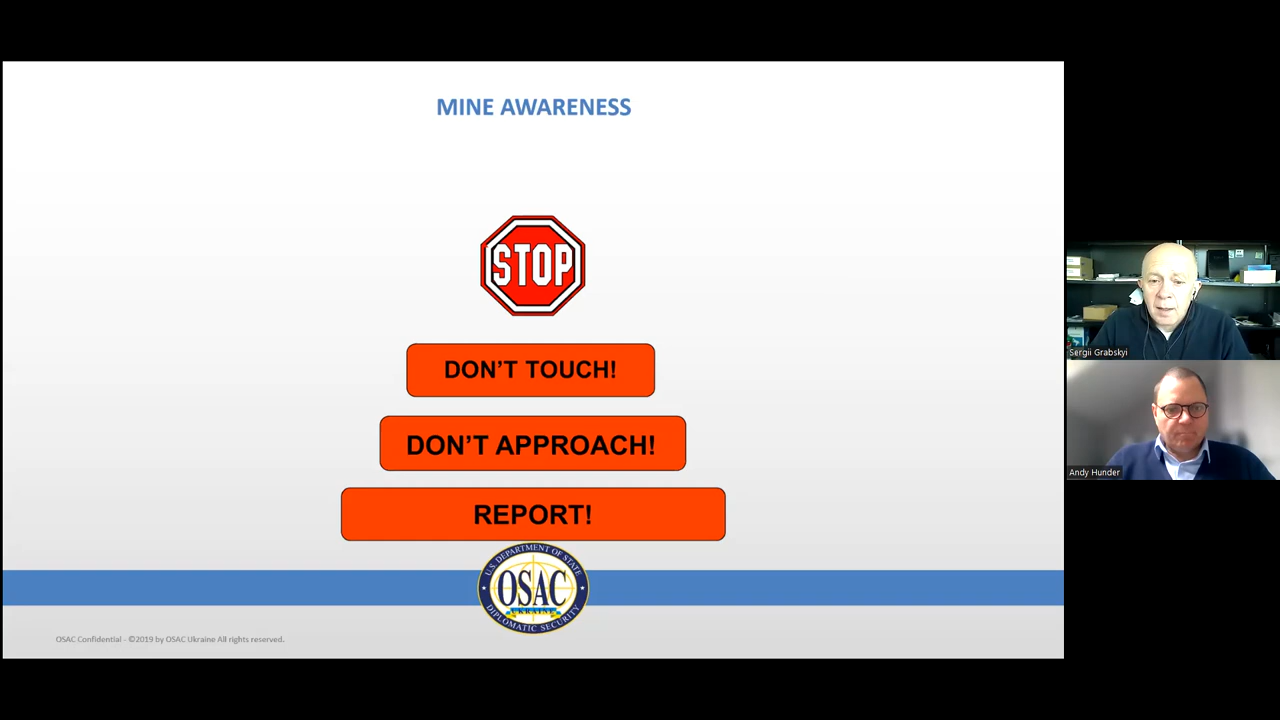 MINE AWARENESS
STOP
DON'T TOUCH!
DON'T APPROACH!
REPORT!
U.S. DEPARTMENT OF STATE
OSAC
UKRAINE
DIPLOMATIC SECURITY
OSAC Confidential - ©2019 by OSAC Ukraine All rights reserved.
Sergii Grabskyi
Andy Hunder